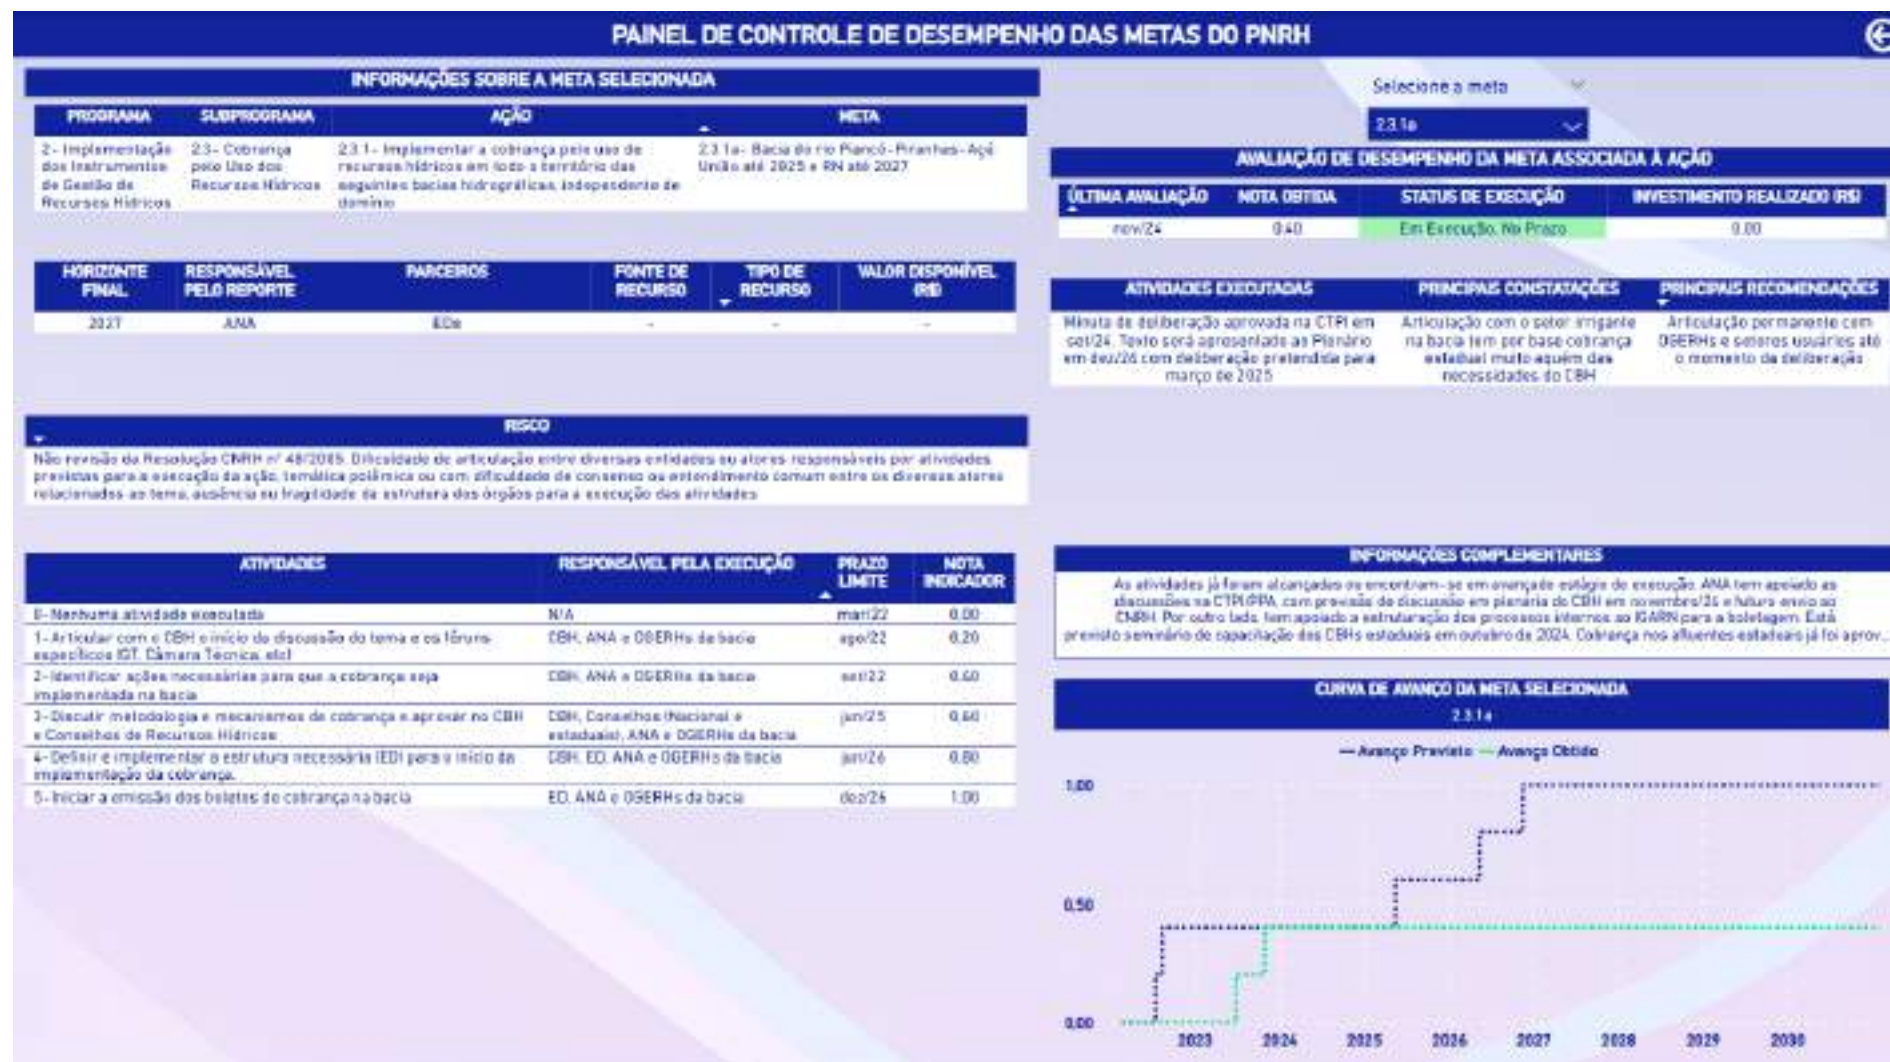 PAINEL DE CONTROLE DE DESEMPENHO DAS METAS DO PNRH
INFORMAÇÕES SOBRE A META SELECIONADA
PROGRAMA SUBPROGRAMA AÇÃO META
2- Implementação dos Instrumentos de Gestão de Recursos Hídricos
2.3- Cobrança pelo Uso dos Recursos Hídricos
2.3.1- Implementar a cobrança pelo uso de recursos hídricos em todo o território das seguintes bacias hidrográficas, independente de domínio
2.3.1a- Bacia do rio Piancó-Piranhas-Açú União até 2025 e RN até 2027
HORIZONTE FINAL RESPONSÁVEL PELO REPORTE PARCEIROS FONTE DE RECURSO TIPO DE RECURSO VALOR DISPONÍVEL (R$)
2027 ANA EDs - - -
RISCO
Não revisão da Resolução CNRH nº 48/2005. Dificuldade de articulação entre diversas entidades ou atores responsáveis por atividades
previstas para a execução da ação, temática polêmica ou com dificuldade de consenso ou entendimento comum entre os diversos atores
relacionados ao tema, ausência ou fragilidade da estrutura dos órgãos para a execução das atividades
ATIVIDADES RESPONSÁVEL PELA EXECUÇÃO PRAZO LIMITE NOTA INDICADOR
0- Nenhuma atividade executada N/A mar/22 0.00
1- Articular com o CBH o início da discussão do tema e os fóruns específicos (GT, Câmara Técnica, etc) CBH, ANA e OGERHs da bacia ago/22 0.20
2- Identificar ações necessárias para que a cobrança seja implementada na bacia CBH, ANA e OGERHs da bacia set/22 0.40
3- Discutir metodologia e mecanismos de cobrança e aprovar no CBH e Conselhos de Recursos Hídricos CBH, Conselhos (Nacional e estaduais), ANA e OGERHs da bacia jun/25 0.60
4- Definir e implementar a estrutura necessária (ED) para o início da implementação da cobrança. CBH, ED, ANA e OGERHs da bacia jun/26 0.80
5- Iniciar a emissão dos boletos de cobrança na bacia ED, ANA e OGERHs da bacia dez/26 1.00
Selecione a meta
2.3.1a
AVALIAÇÃO DE DESEMPENHO DA META ASSOCIADA À AÇÃO
ÚLTIMA AVALIAÇÃO NOTA OBTIDA STATUS DE EXECUÇÃO INVESTIMENTO REALIZADO (R$)
nov/24 0.40 Em Execução. No Prazo 0.00
ATIVIDADES EXECUTADAS PRINCIPAIS CONSTATAÇÕES PRINCIPAIS RECOMENDAÇÕES
Minuta de deliberação aprovada na CTPI em set/24. Texto será apresentado ao Plenário em dez/24 com deliberação pretendida para março de 2025
Articulação com o setor irrigante na bacia tem por base cobrança estadual muito aquém das necessidades do CBH
Articulação permanente com OGERHs e setores usuários até o momento da deliberação
INFORMAÇÕES COMPLEMENTARES
As atividades já foram alcançadas ou encontram-se em avançado estágio de execução. ANA tem apoiado as
discussões na CTPI/PPA, com previsão de discussão em plenária do CBH em novembro/24 e futuro envio ao
CNRH. Por outro lado, tem apoiado a estruturação dos processos internos ao IGARN para a boletagem. Está
previsto seminário de capacitação dos CBHs estaduais em outubro de 2024. Cobrança nos afluentes estaduais já foi aprov...
CURVA DE AVANÇO DA META SELECIONADA
2.3.1a
Avanço Previsto Avanço Obtido
1.00
0.50
0.00
2023 2024 2025 2026 2027 2028 2029 2030